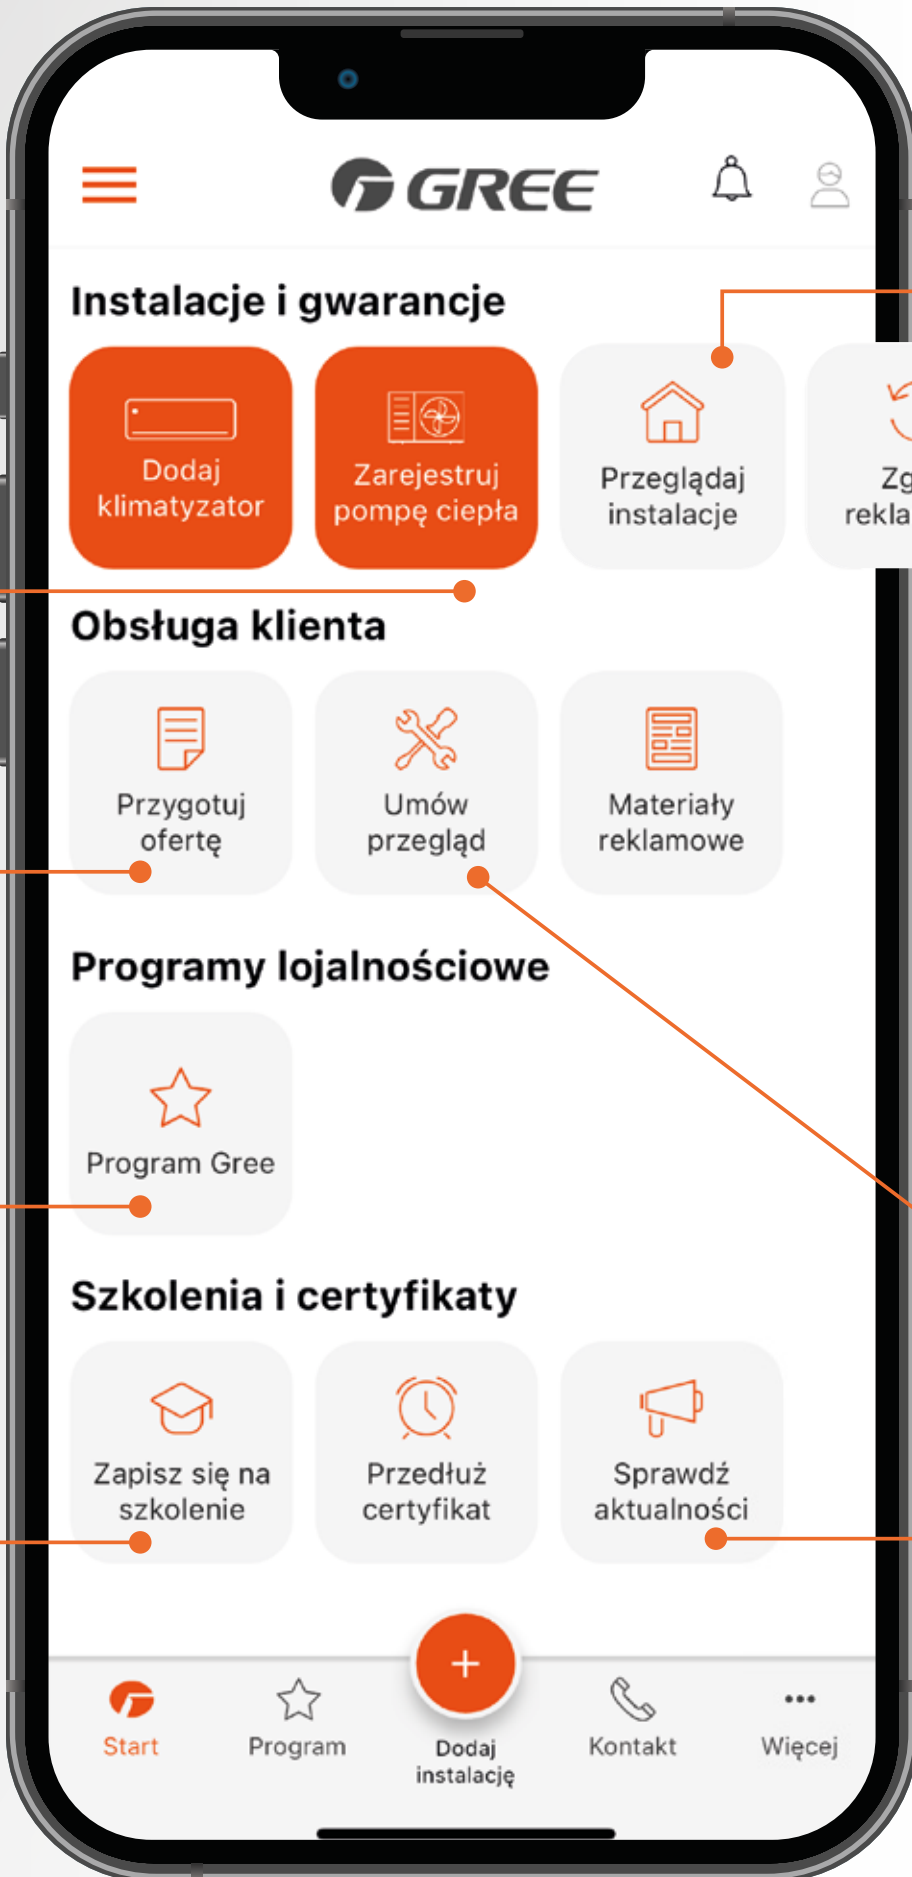 GREE
Instalacje i gwarancje
Dodaj
klimatyzator
Zarejestruj
pompę ciepła
Przeglądaj
instalacje
Obsługa klienta
Przygotuj
ofertę
Umów
przegląd
Materiały
reklamowe
Programy lojalnościowe
Program Gree
Szkolenia i certyfikaty
Zapisz się na
szkolenie
Przedłuż
certyfikat
Sprawdź
aktualności
Start
Program
Dodaj
instalację
Kontakt
Więcej